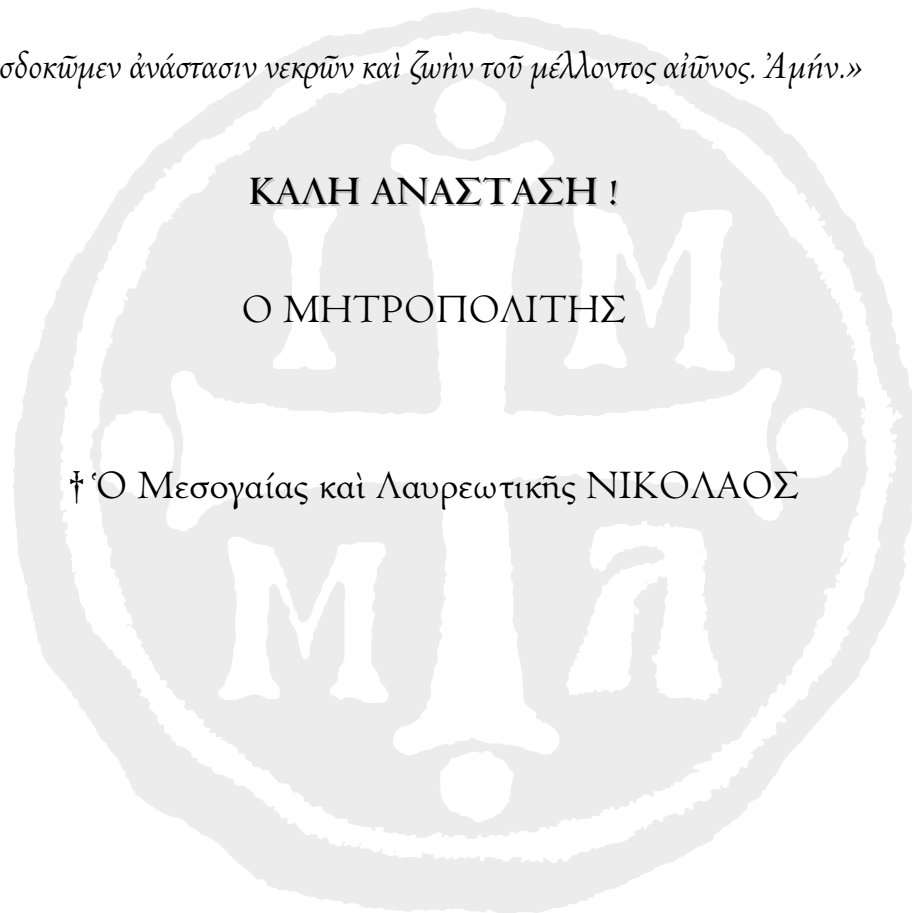 σδοκῶμεν ἀνάστασιν νεκρῶν καὶ ζωὴν τοῦ μέλλοντος αἰῶνος. Ἀμήν.»
ΚΑΛΗ ΑΝΑΣΤΑΣΗ !
Ο ΜΗΤΡΟΠΟΛΙΤΗΣ
† Ὁ Μεσογαίας καὶ Λαυρεωτικῆς ΝΙΚΟΛΑΟΣ
Ι Μ
Μ Λ